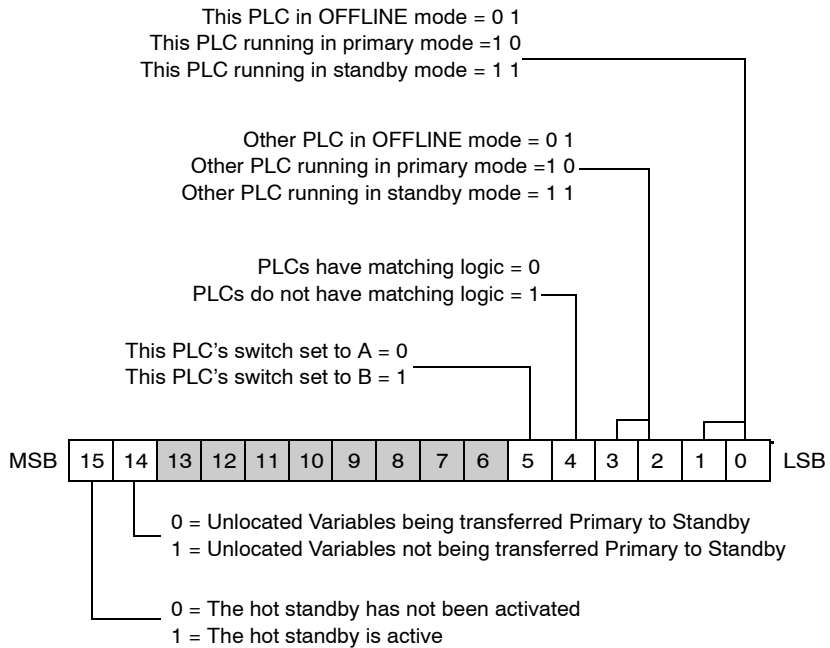 This PLC in OFFLINE mode = 0 1
This PLC running in primary mode =1 0
This PLC running in standby mode = 1 1
Other PLC in OFFLINE mode = 0 1
Other PLC running in primary mode =1 0
Other PLC running in standby mode = 1 1
PLCs have matching logic = 0
PLCs do not have matching logic = 1
This PLC’s switch set to A = 0
This PLC’s switch set to B = 1
MSB 15 14 13 12 11 10 9 8 7 6 5 4 3 2 1 0 LSB
0 = Unlocated Variables being transferred Primary to Standby
1 = Unlocated Variables not being transferred Primary to Standby
0 = The hot standby has not been activated
1 = The hot standby is active